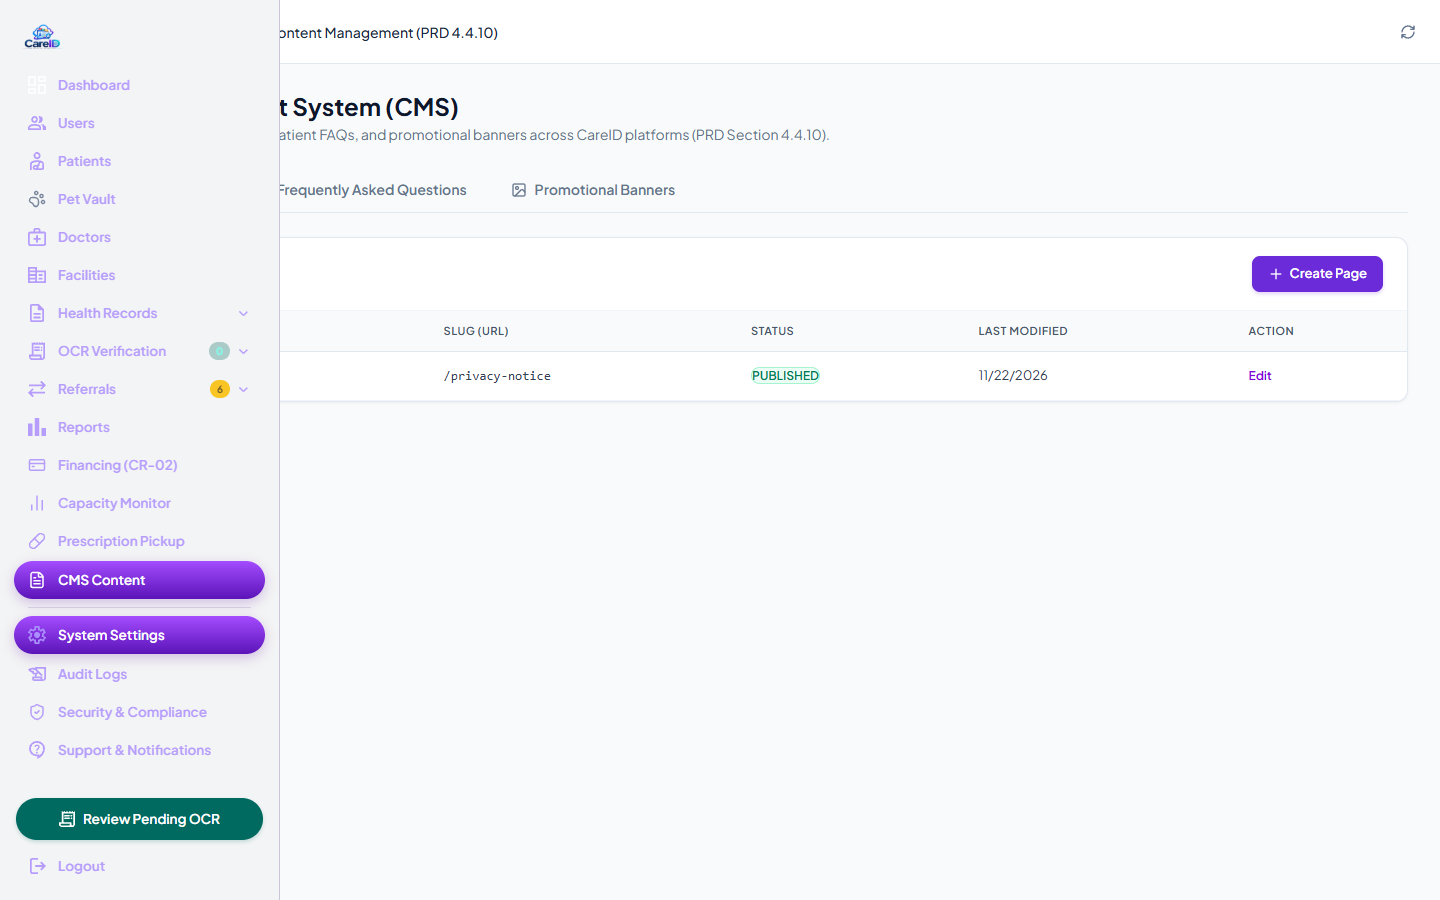 CareID
Dashboard
Users
Patients
Pet Vault
Doctors
Facilities
Health Records
OCR Verification 0
Referrals 6
Reports
Financing (CR-02)
Capacity Monitor
Prescription Pickup
CMS Content
System Settings
Audit Logs
Security & Compliance
Support & Notifications
Review Pending OCR
Logout
ontent Management (PRD 4.4.10)
t System (CMS)
atient FAQs, and promotional banners across CareID platforms (PRD Section 4.4.10).
Frequently Asked Questions Promotional Banners
Create Page
SLUG (URL) STATUS LAST MODIFIED ACTION
/privacy-notice PUBLISHED 11/22/2026 Edit